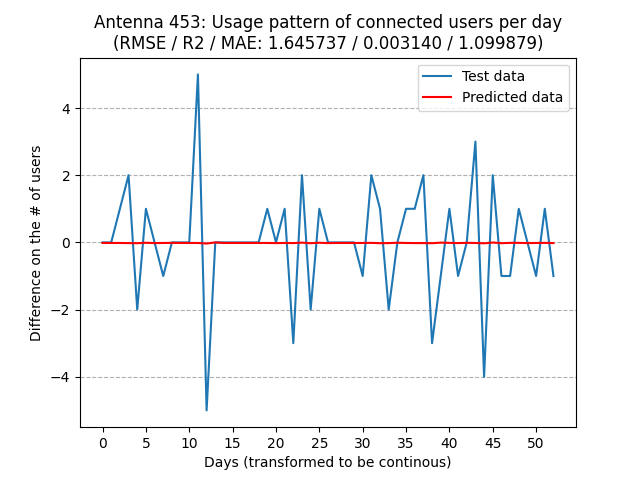 Antenna 453: Usage pattern of connected users per day
(RMSE / R2 / MAE: 1.645737 / 0.003140 / 1.099879)
Test data
Predicted data
Difference on the # of users
4
2
0
−2
−4
0 5 10 15 20 25 30 35 40 45 50
Days (transformed to be continous)